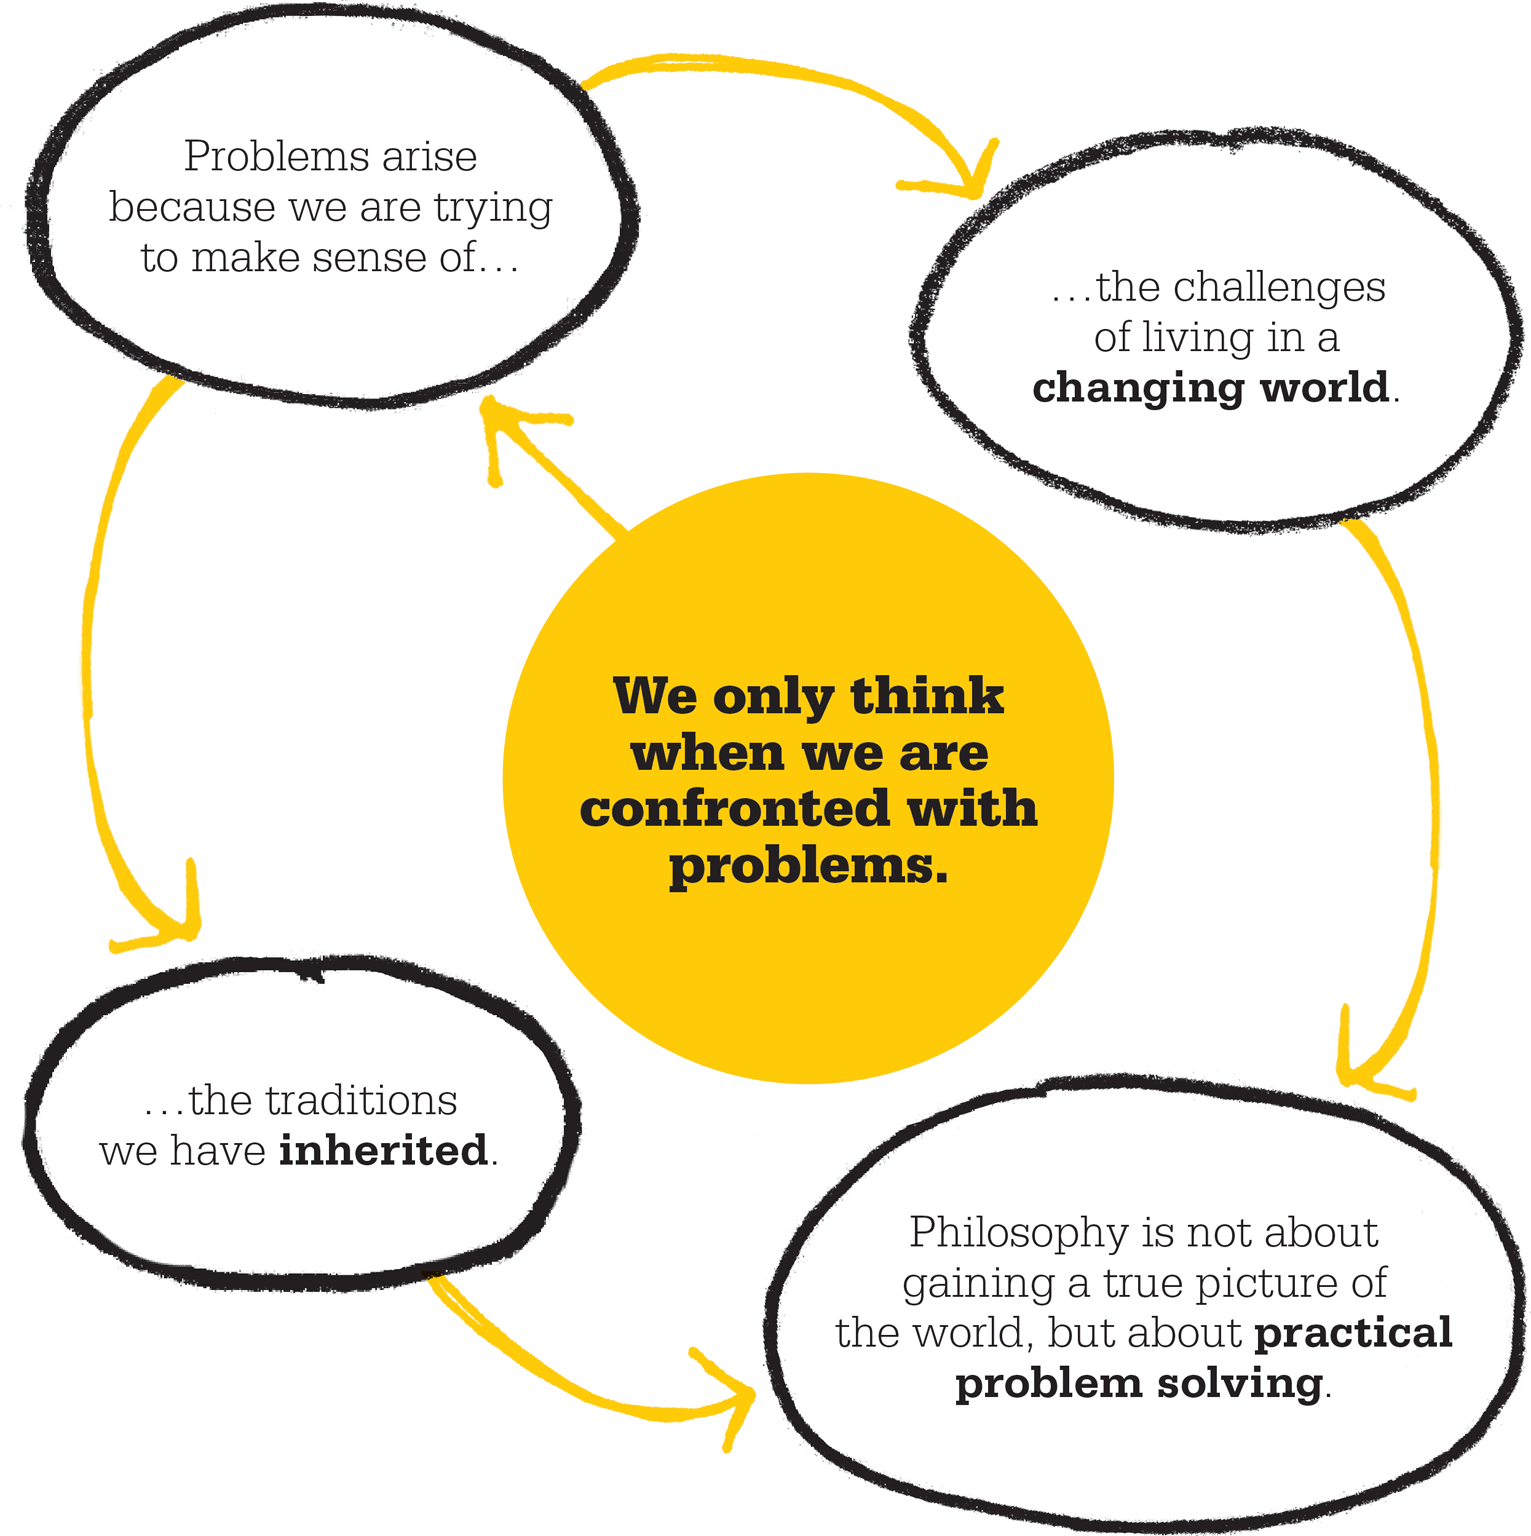 Problems arise
because we are trying
to make sense of…
…the challenges
of living in a
changing world.
We only think
when we are
confronted with
problems.
…the traditions
we have inherited.
Philosophy is not about
gaining a true picture of
the world, but about practical
problem solving.